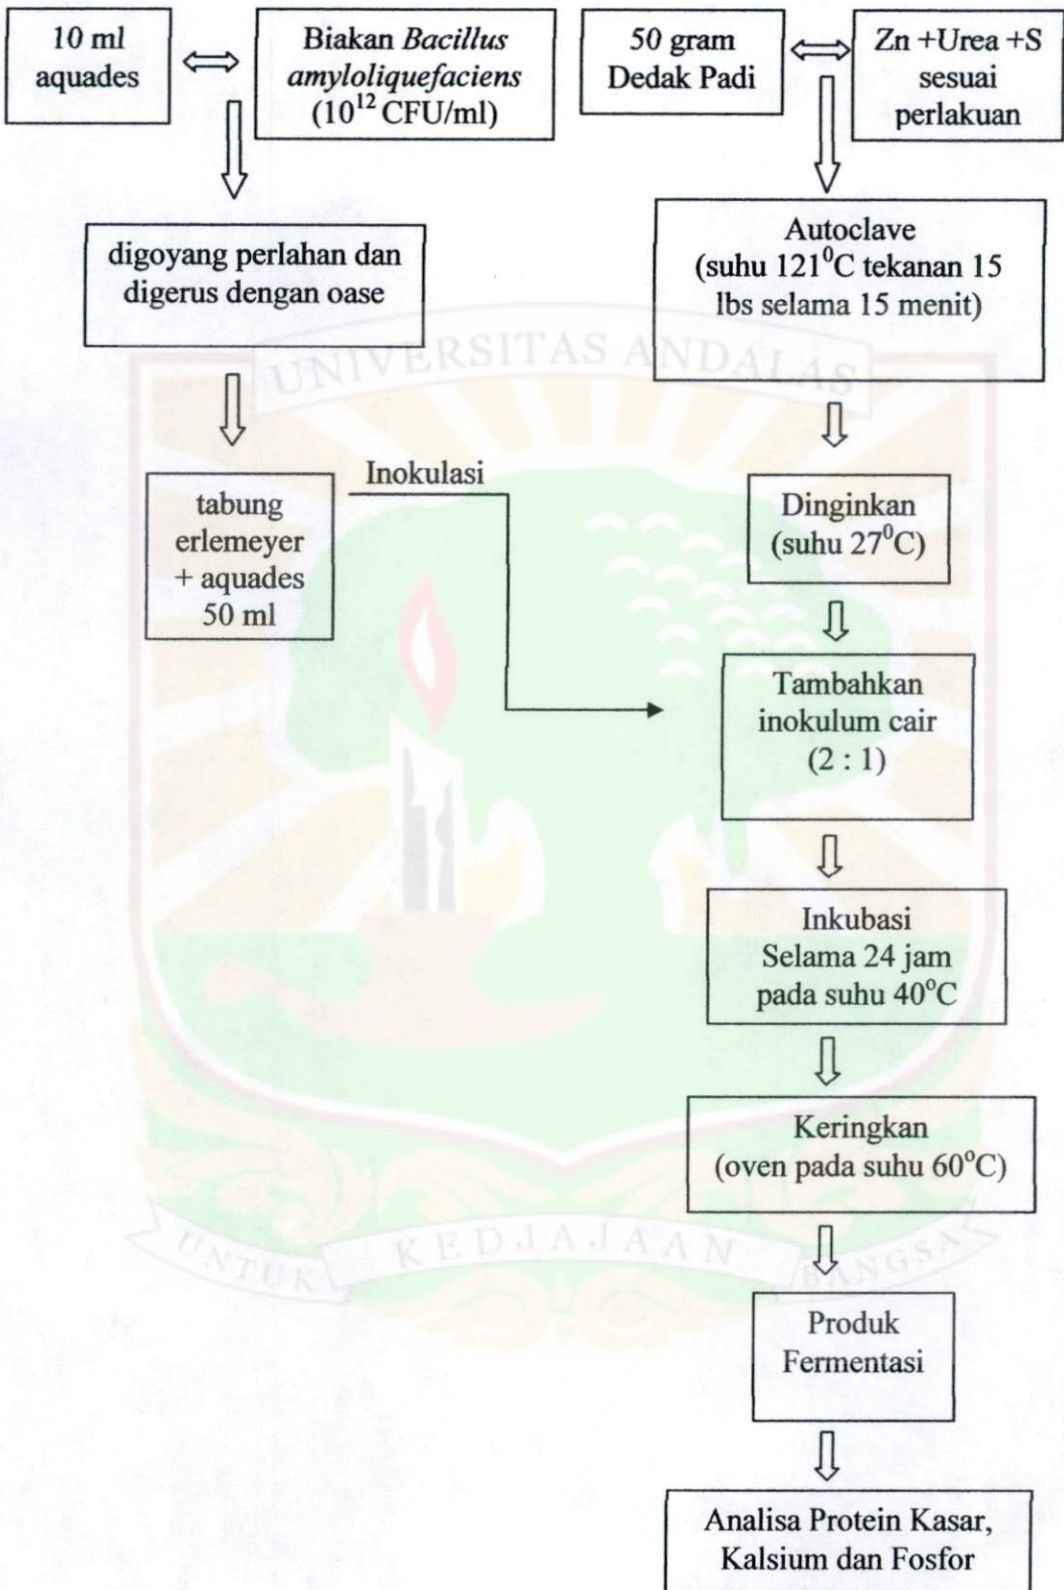 10 ml
aquades
Biakan Bacillus
amyloliquefaciens
(10¹² CFU/ml)
50 gram
Dedak Padi
Zn +Urea +S
sesuai
perlakuan
digoyang perlahan dan
digerus dengan oase
Autoclave
(suhu 121⁰C tekanan 15
lbs selama 15 menit)
UNIVERSITAS ANDALAS
tabung
erlemeyer
+ aquades
50 ml
Inokulasi
Dinginkan
(suhu 27⁰C)
Tambahkan
inokulum cair
(2 : 1)
Inkubasi
Selama 24 jam
pada suhu 40°C
Keringkan
(oven pada suhu 60°C)
UNTUK KEDJAJAAN BANGSA
Produk
Fermentasi
Analisa Protein Kasar,
Kalsium dan Fosfor